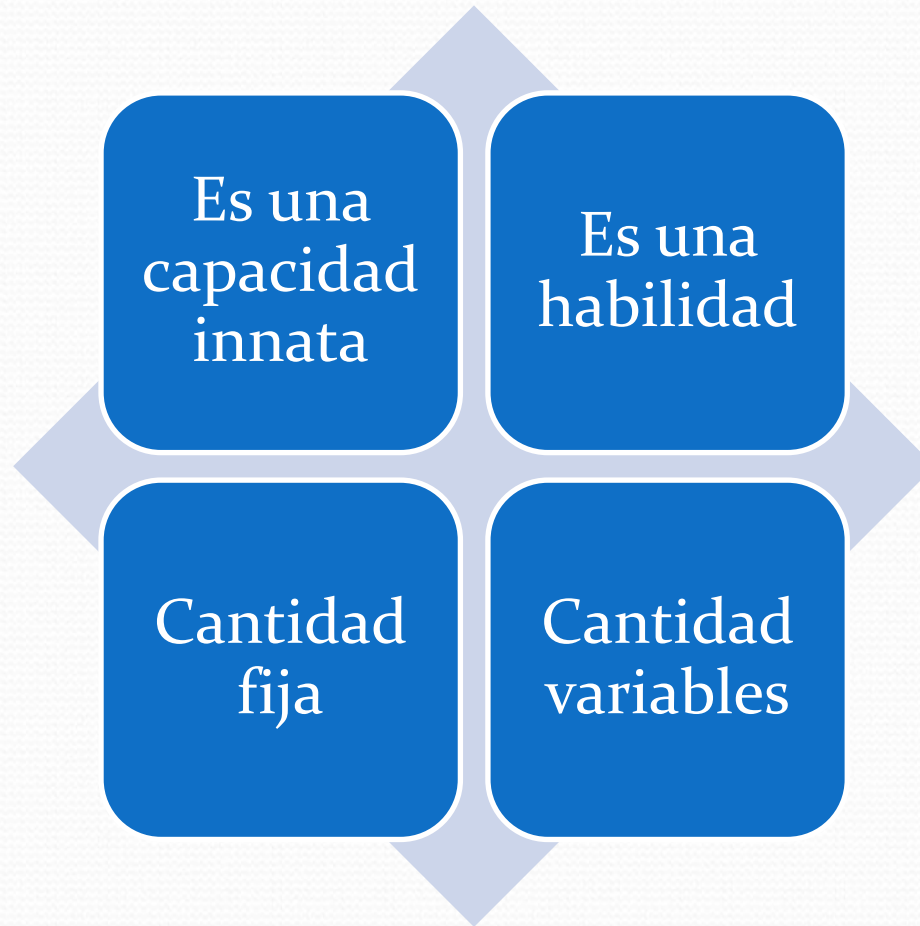 Es una
capacidad
innata
Es una
habilidad
Cantidad
fija
Cantidad
variables